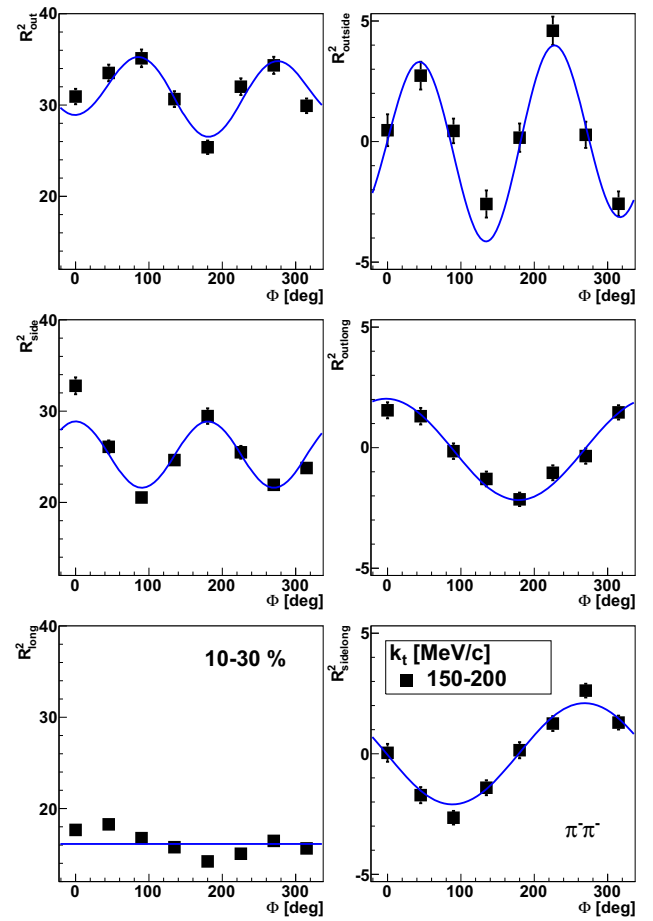 R²out
40
30
20
0 100 200 300
Φ [deg]
R²outside
5
0
-5
0 100 200 300
Φ [deg]
R²side
40
30
20
0 100 200 300
Φ [deg]
R²outlong
5
0
-5
0 100 200 300
Φ [deg]
R²long
40
30
20
10-30 %
0 100 200 300
Φ [deg]
R²sidelong
5
0
-5
kt [MeV/c]
150-200
π⁻π⁻
0 100 200 300
Φ [deg]